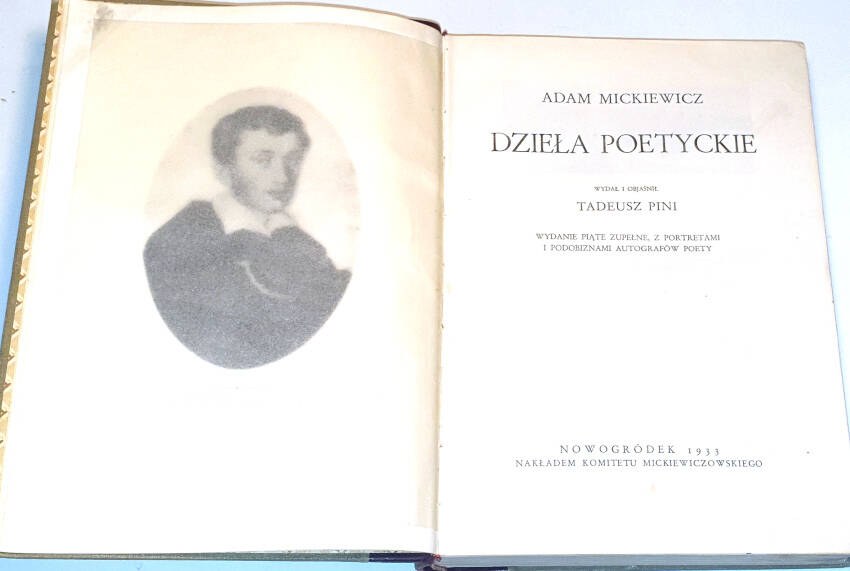 ADAM MICKIEWICZ
DZIEŁA POETYCKIE
WYDAŁ I OBJAŚNIŁ
TADEUSZ PINI
WYDANIE PIĄTE ZUPEŁNE, Z PORTRETAMI
I PODOBIZNAMI AUTOGRAFÓW POETY
NOWOGRÓDEK 1933
NAKŁADEM KOMITETU MICKIEWICZOWSKIEGO